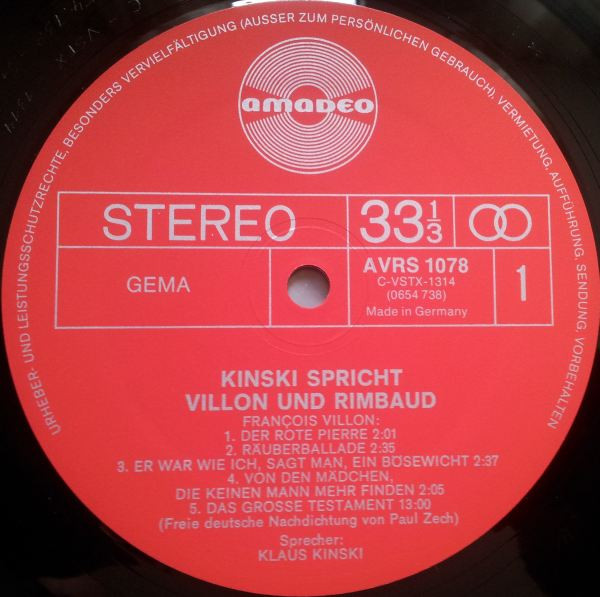 URHEBER- UND LEISTUNGSSCHUTZRECHTE, BESONDERS VERVIELFÄLTIGUNG (AUSSER ZUM PERSÖNLICHEN GEBRAUCH), VERMIETUNG, AUFFÜHRUNG, SENDUNG, VORBEHALTEN
amadeo
STEREO 33 1/3
GEMA
AVRS 1078
C-VSTX-1314
(0654 738)
Made in Germany
1
KINSKI SPRICHT
VILLON UND RIMBAUD
FRANÇOIS VILLON:
1. DER ROTE PIERRE 2:01
2. RÄUBERBALLADE 2:35
3. ER WAR WIE ICH, SAGT MAN, EIN BÖSEWICHT 2:37
4. VON DEN MÄDCHEN,
DIE KEINEN MANN MEHR FINDEN 2:05
5. DAS GROSSE TESTAMENT 13:00
(Freie deutsche Nachdichtung von Paul Zech)
Sprecher:
KLAUS KINSKI